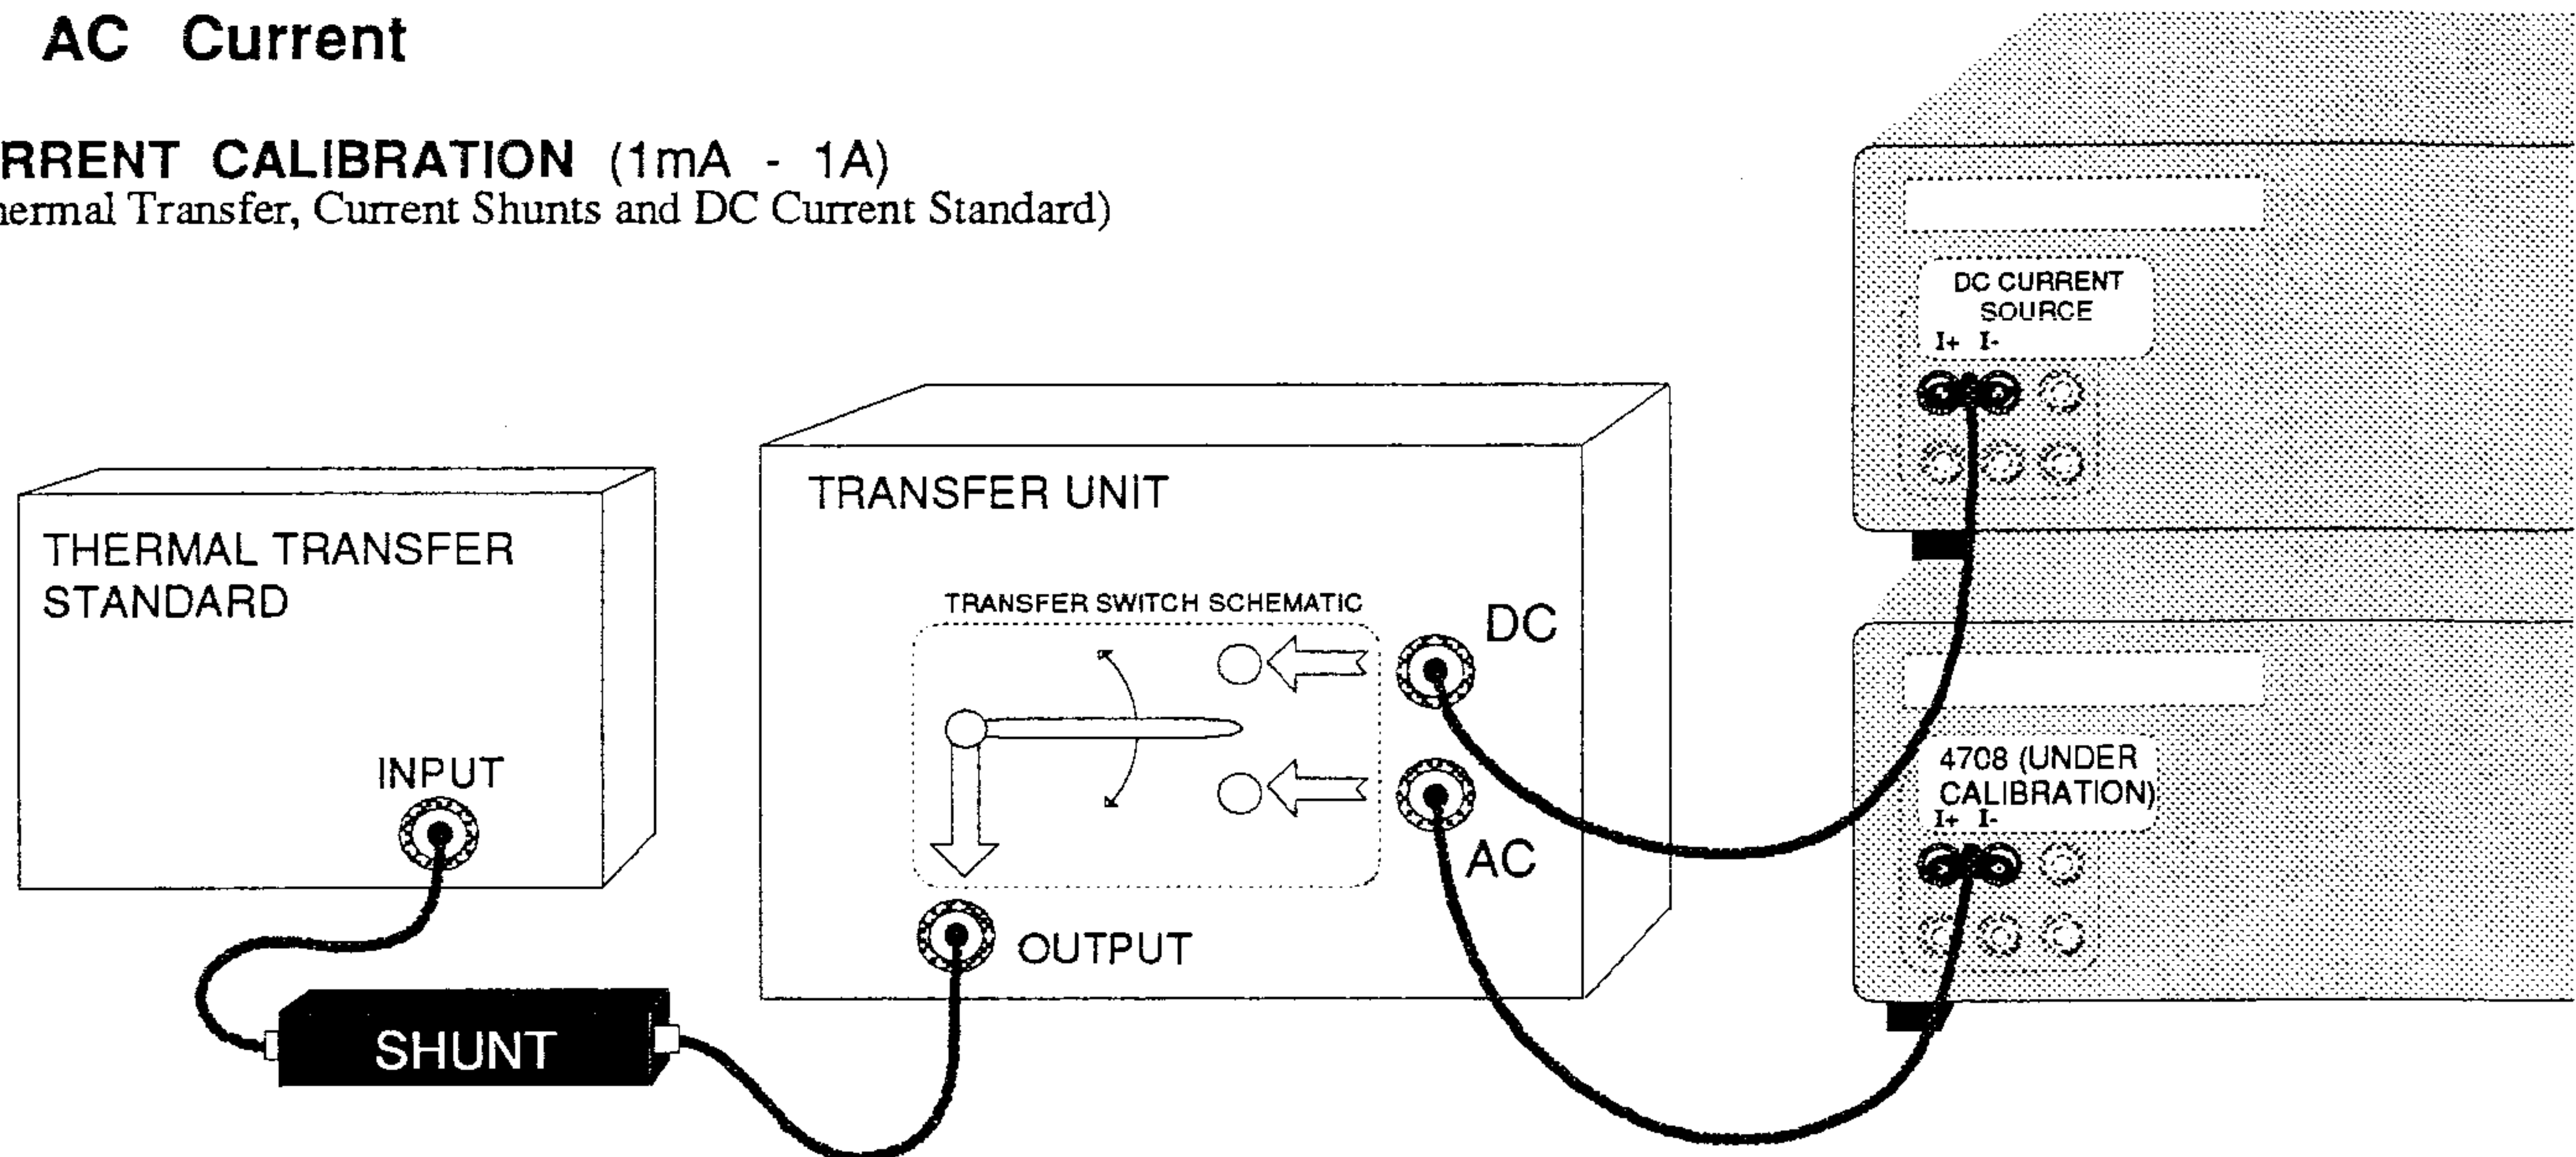 AC Current
RRENT CALIBRATION (1mA - 1A)
hermal Transfer, Current Shunts and DC Current Standard)
DC CURRENT
SOURCE
I+ I-
TRANSFER UNIT
THERMAL TRANSFER
STANDARD
TRANSFER SWITCH SCHEMATIC
DC
INPUT
4708 (UNDER
CALIBRATION)
I+ I-
AC
OUTPUT
SHUNT